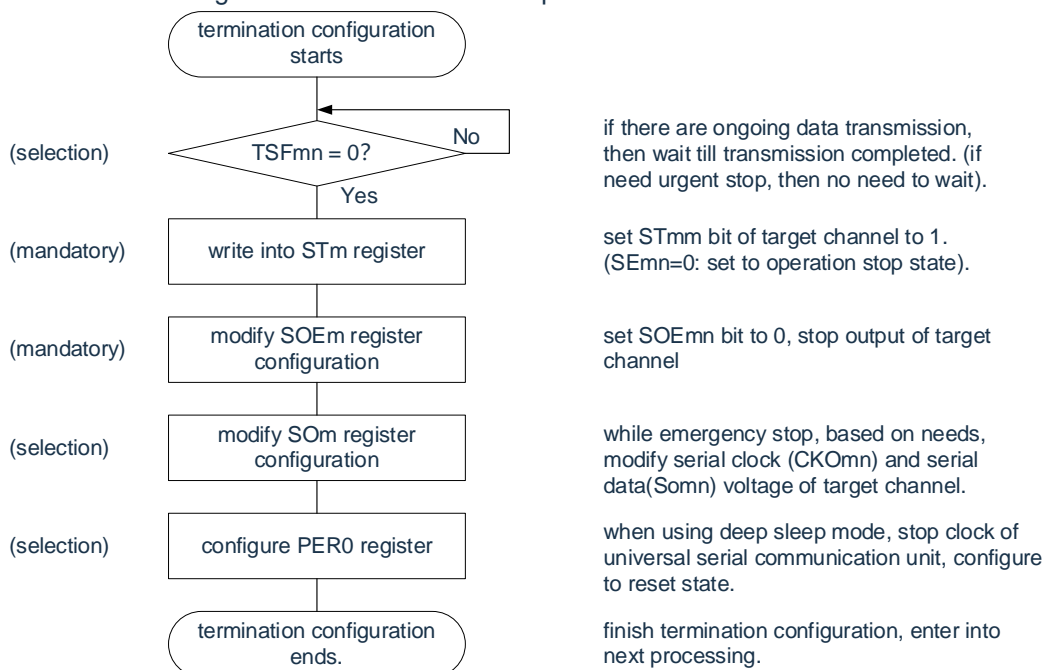 termination configuration
starts
(selection)
TSFmn = 0?
No
Yes
if there are ongoing data transmission,
then wait till transmission completed. (if
need urgent stop, then no need to wait).
(mandatory)
write into STm register
set STmm bit of target channel to 1.
(SEmn=0: set to operation stop state).
(mandatory)
modify SOEm register
configuration
set SOEmn bit to 0, stop output of target
channel
(selection)
modify SOm register
configuration
while emergency stop, based on needs,
modify serial clock (CKOmn) and serial
data(Somn) voltage of target channel.
(selection)
configure PER0 register
when using deep sleep mode, stop clock of
universal serial communication unit, configure
to reset state.
termination configuration
ends.
finish termination configuration, enter into
next processing.